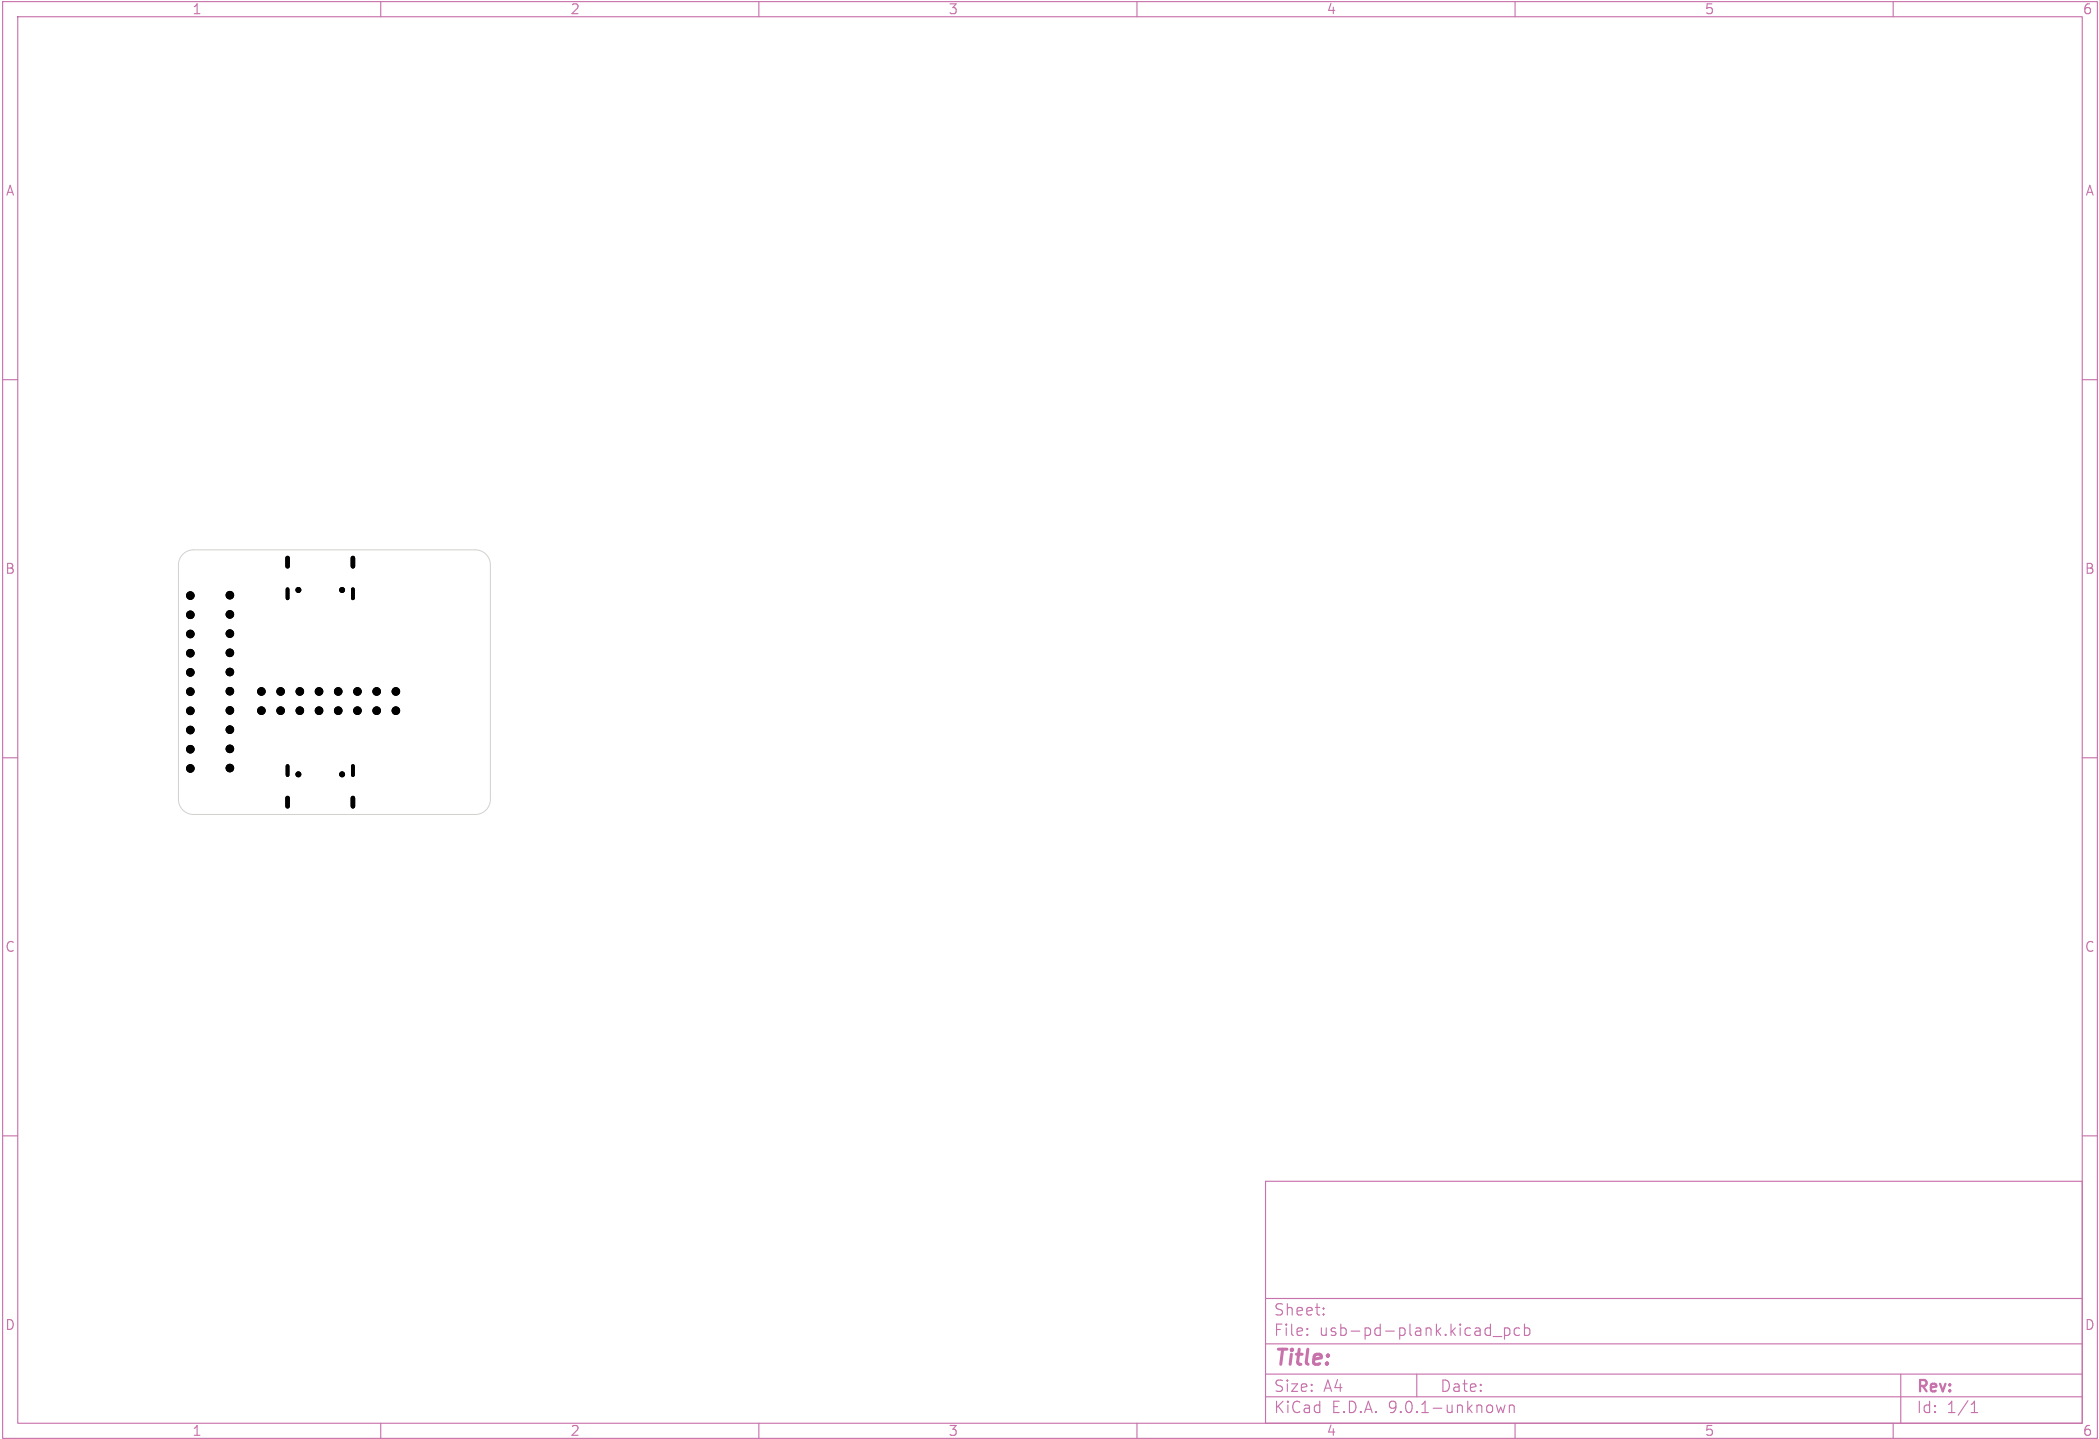 1 2 3 4 5 6
A A
B B
C C
Sheet:
File: usb-pd-plank.kicad_pcb
D D
Title:
Size: A4 Date: Rev:
KiCad E.D.A. 9.0.1-unknown Id: 1/1
1 2 3 4 5 6